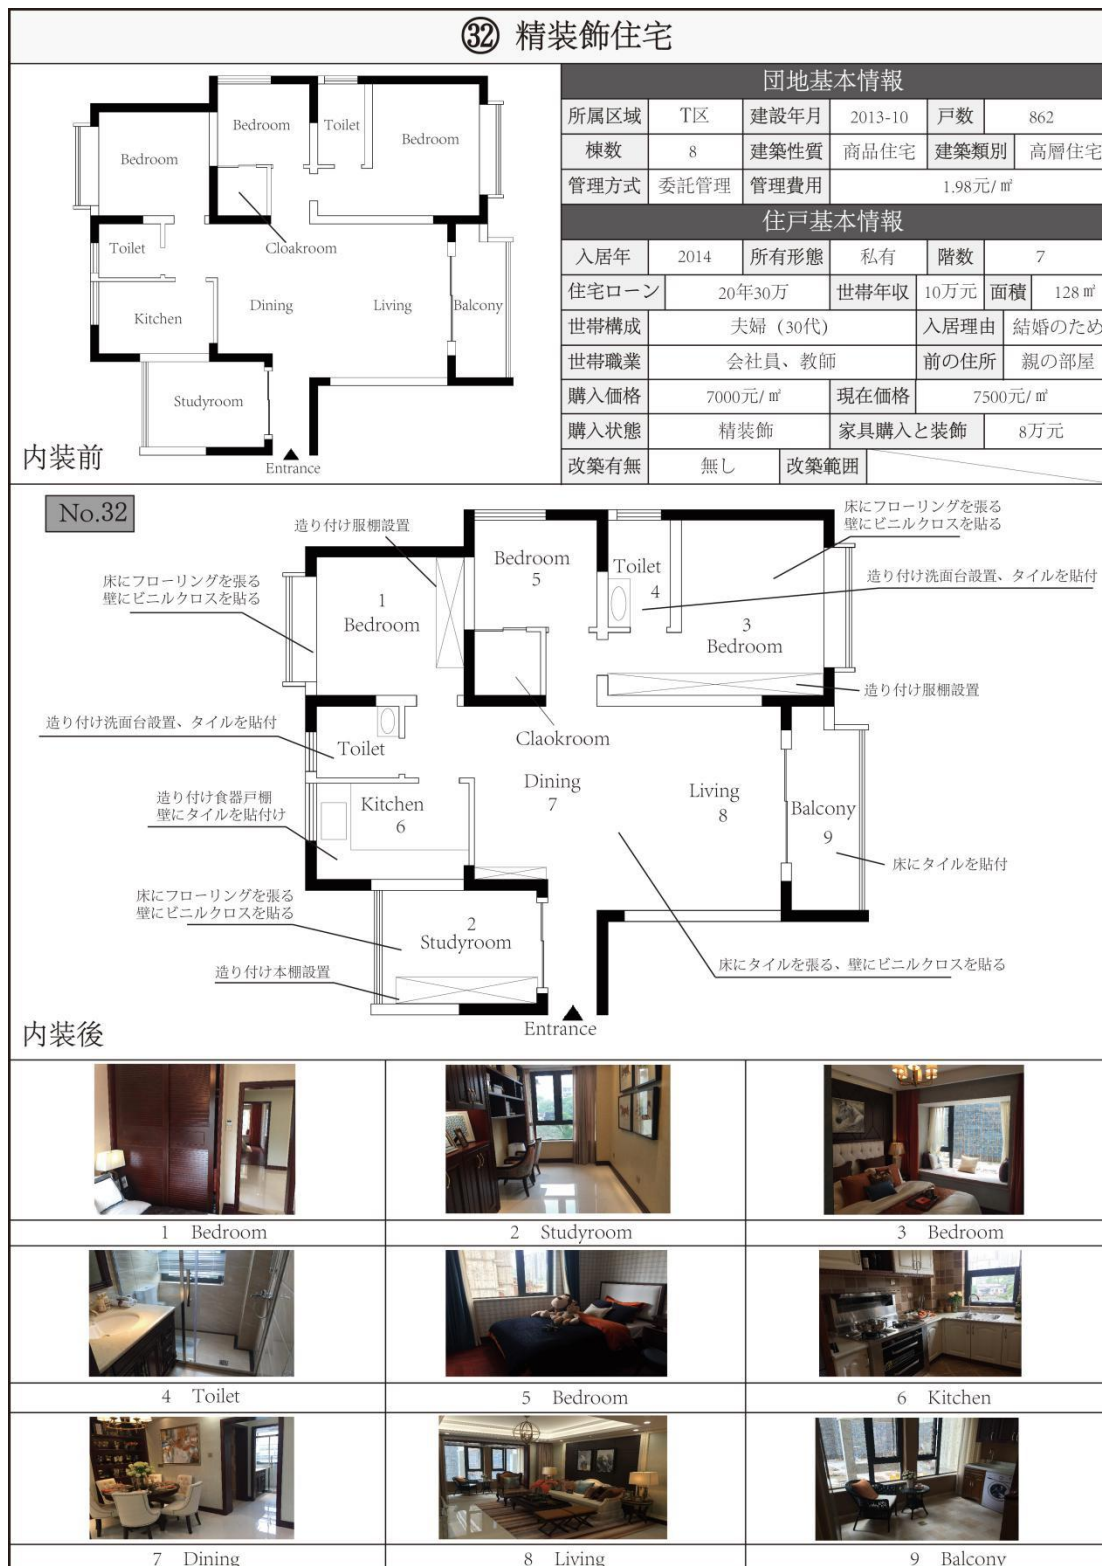 ㉜ 精装飾住宅
Bedroom
Toilet
Bedroom
Bedroom
Toilet
Cloakroom
Dining
Living
Balcony
Kitchen
Studyroom
内装前
Entrance
団地基本情報
所属区域 T区 建設年月 2013-10 戸数 862
棟数 8 建築性質 商品住宅 建築類別 高層住宅
管理方式 委託管理 管理費用 1.98元/㎡
住戸基本情報
入居年 2014 所有形態 私有 階数 7
住宅ローン 20年30万 世帯年収 10万元 面積 128㎡
世帯構成 夫婦（30代） 入居理由 結婚のため
世帯職業 会社員、教師 前の住所 親の部屋
購入価格 7000元/㎡ 現在価格 7500元/㎡
購入状態 精装飾 家具購入と装飾 8万元
改築有無 無し 改築範囲
No.32
造り付け服棚設置
床にフローリングを張る
壁にビニルクロスを貼る
床にフローリングを張る
壁にビニルクロスを貼る
Bedroom
5
Toilet
4
造り付け洗面台設置、タイルを貼付
1
Bedroom
3
Bedroom
造り付け服棚設置
造り付け洗面台設置、タイルを貼付
Toilet
Claokroom
Dining
7
Living
8
Balcony
9
造り付け食器戸棚
壁にタイルを貼付け
Kitchen
6
床にタイルを貼付
床にフローリングを張る
壁にビニルクロスを貼る
2
Studyroom
造り付け本棚設置
床にタイルを張る、壁にビニルクロスを貼る
内装後
Entrance
1 Bedroom
2 Studyroom
3 Bedroom
4 Toilet
5 Bedroom
6 Kitchen
7 Dining
8 Living
9 Balcony